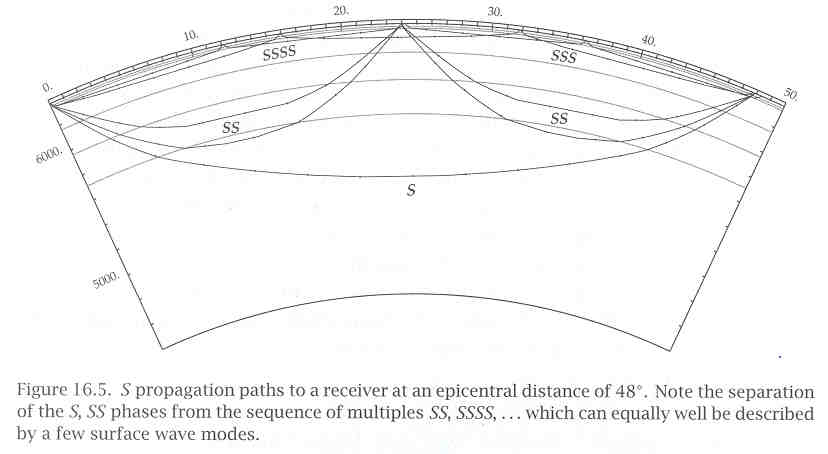 20.
30.
10.
40.
0.
50.
SSSS
SSS
SS
SS
6000.
S
5000.
Figure 16.5. S propagation paths to a receiver at an epicentral distance of 48°. Note the separation
of the S, SS phases from the sequence of multiples SS, SSSS, ... which can equally well be described
by a few surface wave modes.